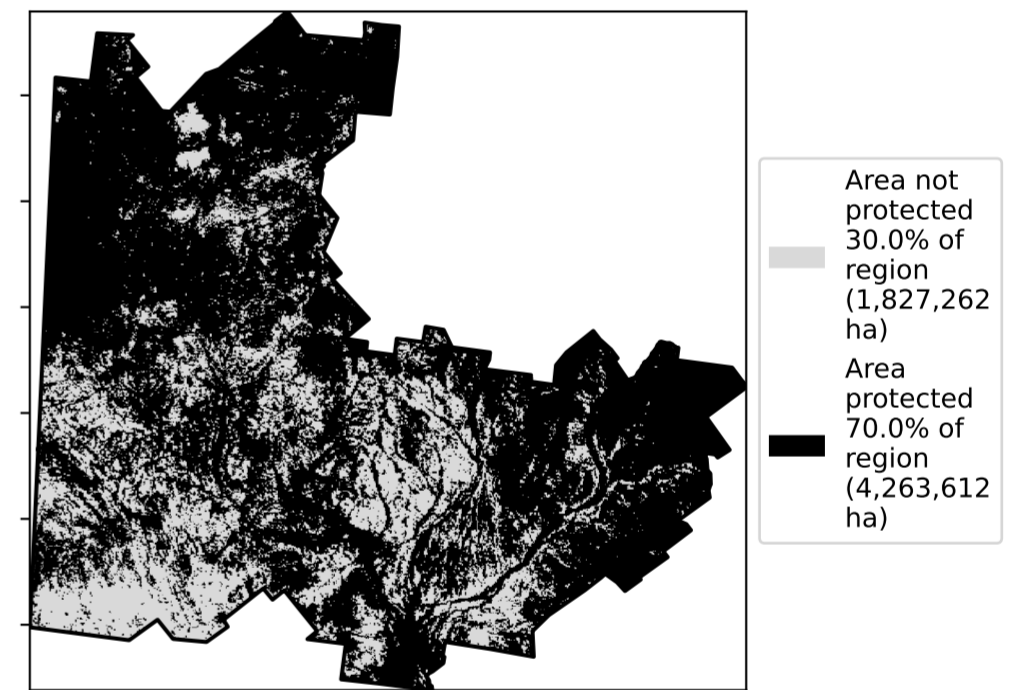 Area not
protected
30.0% of
region
(1,827,262
ha)
Area
protected
70.0% of
region
(4,263,612
ha)